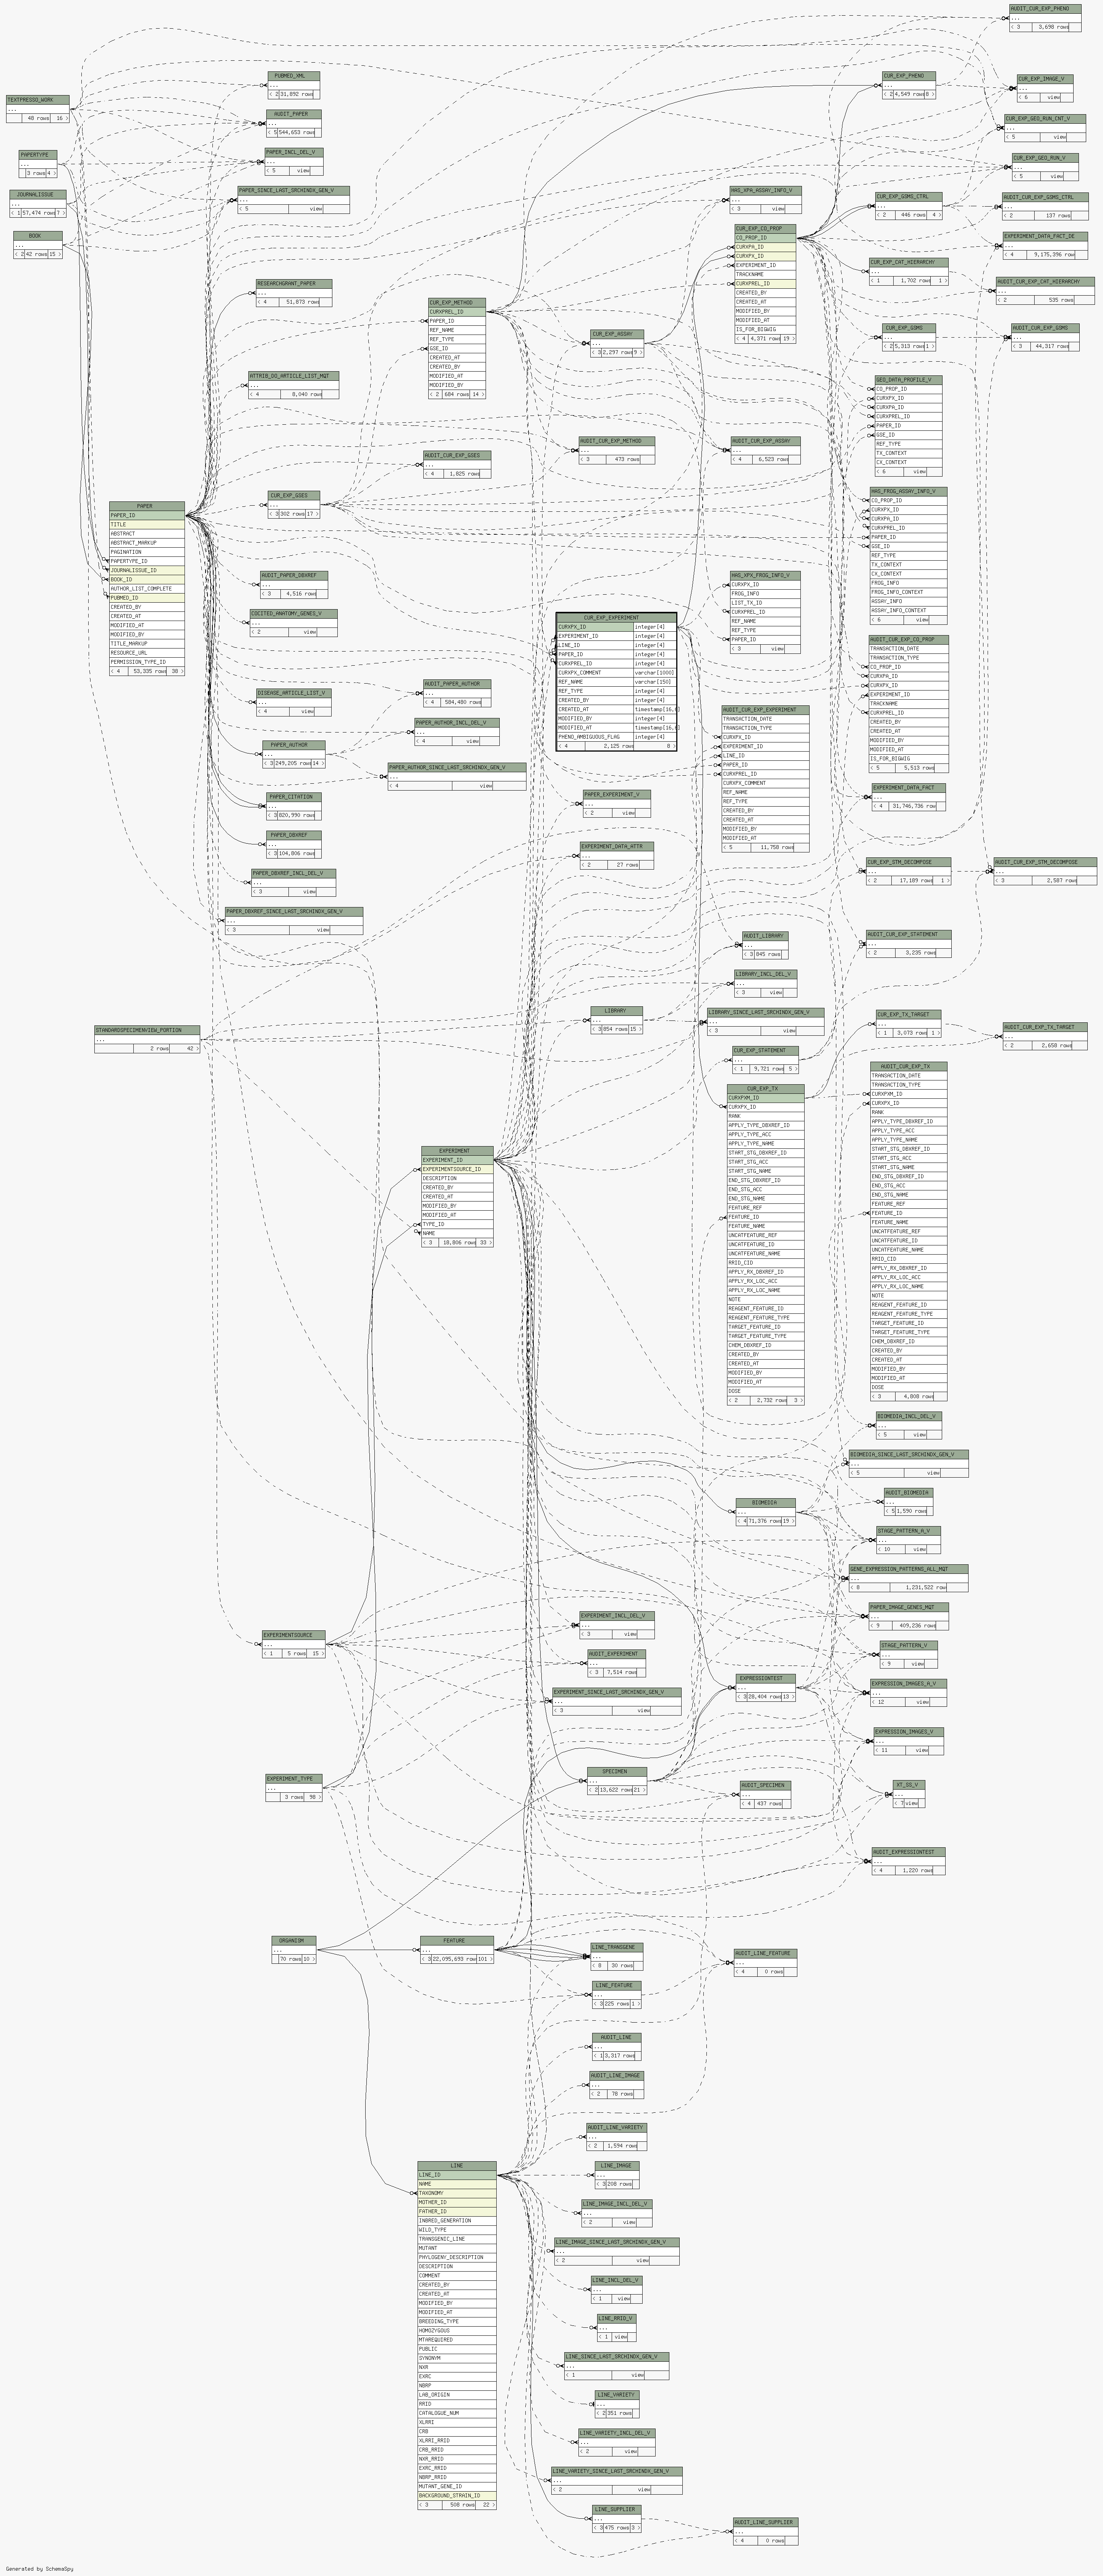 TEXTPRESSO_WORK
...
48 rows 16 >
PAPERTYPE
...
3 rows 4 >
JOURNALISSUE
...
< 1 57,474 rows 7 >
BOOK
...
< 2 42 rows 15 >
PUBMED_XML
...
< 2 31,892 rows
AUDIT_PAPER
...
< 5 544,653 rows
PAPER_INCL_DEL_V
...
< 5 view
PAPER_SINCE_LAST_SRCHINDX_GEN_V
...
< 5 view
RESEARCHGRANT_PAPER
...
< 4 51,873 rows
ATTRIB_OO_ARTICLE_LIST_MQT
...
< 4 8,040 rows
PAPER
PAPER_ID
TITLE
ABSTRACT
ABSTRACT_MARKUP
PAGINATION
PAPERTYPE_ID
JOURNALISSUE_ID
BOOK_ID
AUTHOR_LIST_COMPLETE
PUBMED_ID
CREATED_BY
CREATED_AT
MODIFIED_AT
MODIFIED_BY
TITLE_MARKUP
RESOURCE_URL
PERMISSION_TYPE_ID
< 4 53,335 rows 38 >
CUR_EXP_GSES
...
< 3 302 rows 17 >
AUDIT_PAPER_DBXREF
...
< 3 4,516 rows
COCITED_ANATOMY_GENES_V
...
< 2 view
DISEASE_ARTICLE_LIST_V
...
< 4 view
PAPER_AUTHOR
...
< 3 249,205 rows 14 >
PAPER_CITATION
...
< 3 820,990 rows
PAPER_DBXREF
...
< 3 104,806 rows
PAPER_DBXREF_INCL_DEL_V
...
< 3 view
PAPER_DBXREF_SINCE_LAST_SRCHINDX_GEN_V
...
< 3 view
STANDARDSPECIMENVIEW_PORTION
...
2 rows 42 >
EXPERIMENTSOURCE
...
< 1 5 rows 15 >
EXPERIMENT_TYPE
...
3 rows 98 >
ORGANISM
...
70 rows 10 >
CUR_EXP_METHOD
CURXPREL_ID
PAPER_ID
REF_NAME
REF_TYPE
GSE_ID
CREATED_AT
CREATED_BY
MODIFIED_AT
MODIFIED_BY
< 2 684 rows 14 >
AUDIT_CUR_EXP_GSES
...
< 4 1,825 rows
AUDIT_PAPER_AUTHOR
...
< 4 584,480 rows
PAPER_AUTHOR_INCL_DEL_V
...
< 4 view
PAPER_AUTHOR_SINCE_LAST_SRCHINDX_GEN_V
...
< 4 view
EXPERIMENT
EXPERIMENT_ID
EXPERIMENTSOURCE_ID
DESCRIPTION
CREATED_BY
CREATED_AT
MODIFIED_BY
MODIFIED_AT
TYPE_ID
NAME
< 3 18,806 rows 33 >
FEATURE
...
< 3 22,095,693 row 101 >
LINE
LINE_ID
NAME
TAXONOMY
MOTHER_ID
FATHER_ID
INBRED_GENERATION
WILD_TYPE
TRANSGENIC_LINE
MUTANT
PHYLOGENY_DESCRIPTION
DESCRIPTION
COMMENT
CREATED_BY
CREATED_AT
MODIFIED_BY
MODIFIED_AT
BREEDING_TYPE
HOMOZYGOUS
MTAREQUIRED
PUBLIC
SYNONYM
NXR
EXRC
NBRP
LAB_ORIGIN
RRID
CATALOGUE_NUM
XLRRI
CRB
XLRRI_RRID
CRB_RRID
NXR_RRID
EXRC_RRID
NBRP_RRID
MUTANT_GENE_ID
BACKGROUND_STRAIN_ID
< 3 508 rows 22 >
CUR_EXP_ASSAY
...
< 3 2,297 rows 9 >
AUDIT_CUR_EXP_METHOD
...
< 3 473 rows
CUR_EXP_EXPERIMENT
CURXPX_ID integer[4]
EXPERIMENT_ID integer[4]
LINE_ID integer[4]
PAPER_ID integer[4]
CURXPREL_ID integer[4]
CURXPX_COMMENT varchar[1000]
REF_NAME varchar[150]
REF_TYPE integer[4]
CREATED_BY integer[4]
CREATED_AT timestamp[16,6]
MODIFIED_BY integer[4]
MODIFIED_AT timestamp[16,6]
PHENO_AMBIGUOUS_FLAG integer[4]
< 4 2,125 rows 8 >
PAPER_EXPERIMENT_V
...
< 2 view
EXPERIMENT_DATA_ATTR
...
< 2 27 rows
LIBRARY
...
< 3 854 rows 15 >
EXPERIMENT_INCL_DEL_V
...
< 3 view
AUDIT_EXPERIMENT
...
< 3 7,514 rows
EXPERIMENT_SINCE_LAST_SRCHINDX_GEN_V
...
< 3 view
SPECIMEN
...
< 2 13,622 rows 21 >
LINE_TRANSGENE
...
< 8 30 rows
LINE_FEATURE
...
< 3 225 rows 1 >
AUDIT_LINE
...
< 1 3,317 rows
AUDIT_LINE_IMAGE
...
< 2 78 rows
AUDIT_LINE_VARIETY
...
< 2 1,594 rows
LINE_IMAGE
...
< 3 208 rows
LINE_IMAGE_INCL_DEL_V
...
< 2 view
LINE_IMAGE_SINCE_LAST_SRCHINDX_GEN_V
...
< 2 view
LINE_INCL_DEL_V
...
< 1 view
LINE_RRID_V
...
< 1 view
LINE_SINCE_LAST_SRCHINDX_GEN_V
...
< 1 view
LINE_VARIETY
...
< 2 351 rows
LINE_VARIETY_INCL_DEL_V
...
< 2 view
LINE_VARIETY_SINCE_LAST_SRCHINDX_GEN_V
...
< 2 view
LINE_SUPPLIER
...
< 3 475 rows 3 >
HAS_XPA_ASSAY_INFO_V
...
< 3 view
CUR_EXP_CO_PROP
CO_PROP_ID
CURXPA_ID
CURXPX_ID
EXPERIMENT_ID
TRACKNAME
CURXPREL_ID
CREATED_BY
CREATED_AT
MODIFIED_BY
MODIFIED_AT
IS_FOR_BIGWIG
< 4 4,371 rows 19 >
AUDIT_CUR_EXP_ASSAY
...
< 4 6,523 rows
HAS_XPX_FROG_INFO_V
CURXPX_ID
FROG_INFO
LIST_TX_ID
CURXPREL_ID
REF_NAME
REF_TYPE
PAPER_ID
< 3 view
AUDIT_CUR_EXP_EXPERIMENT
TRANSACTION_DATE
TRANSACTION_TYPE
CURXPX_ID
EXPERIMENT_ID
LINE_ID
PAPER_ID
CURXPREL_ID
CURXPX_COMMENT
REF_NAME
REF_TYPE
CREATED_BY
CREATED_AT
MODIFIED_BY
MODIFIED_AT
< 5 11,758 rows
AUDIT_LIBRARY
...
< 3 845 rows
LIBRARY_INCL_DEL_V
...
< 3 view
LIBRARY_SINCE_LAST_SRCHINDX_GEN_V
...
< 3 view
CUR_EXP_STATEMENT
...
< 1 9,721 rows 5 >
CUR_EXP_TX
CURXPXM_ID
CURXPX_ID
RANK
APPLY_TYPE_DBXREF_ID
APPLY_TYPE_ACC
APPLY_TYPE_NAME
START_STG_DBXREF_ID
START_STG_ACC
START_STG_NAME
END_STG_DBXREF_ID
END_STG_ACC
END_STG_NAME
FEATURE_REF
FEATURE_ID
FEATURE_NAME
UNCATFEATURE_REF
UNCATFEATURE_ID
UNCATFEATURE_NAME
RRID_CID
APPLY_RX_DBXREF_ID
APPLY_RX_LOC_ACC
APPLY_RX_LOC_NAME
NOTE
REAGENT_FEATURE_ID
REAGENT_FEATURE_TYPE
TARGET_FEATURE_ID
TARGET_FEATURE_TYPE
CHEM_DBXREF_ID
CREATED_BY
CREATED_AT
MODIFIED_BY
MODIFIED_AT
DOSE
< 2 2,732 rows 3 >
BIOMEDIA
...
< 4 71,376 rows 19 >
EXPRESSIONTEST
...
< 3 28,404 rows 13 >
AUDIT_SPECIMEN
...
< 4 437 rows
AUDIT_LINE_FEATURE
...
< 4 0 rows
AUDIT_LINE_SUPPLIER
...
< 4 0 rows
CUR_EXP_PHENO
...
< 2 4,549 rows 8 >
CUR_EXP_GSMS_CTRL
...
< 2 446 rows 4 >
CUR_EXP_CAT_HIERARCHY
...
< 1 1,702 rows 1 >
CUR_EXP_GSMS
...
< 2 5,313 rows 1 >
GEO_DATA_PROFILE_V
CO_PROP_ID
CURXPX_ID
CURXPA_ID
CURXPREL_ID
PAPER_ID
GSE_ID
REF_TYPE
TX_CONTEXT
CX_CONTEXT
< 6 view
HAS_FROG_ASSAY_INFO_V
CO_PROP_ID
CURXPX_ID
CURXPA_ID
CURXPREL_ID
PAPER_ID
GSE_ID
REF_TYPE
TX_CONTEXT
CX_CONTEXT
FROG_INFO
FROG_INFO_CONTEXT
ASSAY_INFO
ASSAY_INFO_CONTEXT
< 6 view
AUDIT_CUR_EXP_CO_PROP
TRANSACTION_DATE
TRANSACTION_TYPE
CO_PROP_ID
CURXPA_ID
CURXPX_ID
EXPERIMENT_ID
TRACKNAME
CURXPREL_ID
CREATED_BY
CREATED_AT
MODIFIED_BY
MODIFIED_AT
IS_FOR_BIGWIG
< 5 5,513 rows
EXPERIMENT_DATA_FACT
...
< 4 31,746,736 row
CUR_EXP_STM_DECOMPOSE
...
< 2 17,189 rows 1 >
AUDIT_CUR_EXP_STATEMENT
...
< 2 3,235 rows
CUR_EXP_TX_TARGET
...
< 1 3,073 rows 1 >
AUDIT_CUR_EXP_TX
TRANSACTION_DATE
TRANSACTION_TYPE
CURXPXM_ID
CURXPX_ID
RANK
APPLY_TYPE_DBXREF_ID
APPLY_TYPE_ACC
APPLY_TYPE_NAME
START_STG_DBXREF_ID
START_STG_ACC
START_STG_NAME
END_STG_DBXREF_ID
END_STG_ACC
END_STG_NAME
FEATURE_REF
FEATURE_ID
FEATURE_NAME
UNCATFEATURE_REF
UNCATFEATURE_ID
UNCATFEATURE_NAME
RRID_CID
APPLY_RX_DBXREF_ID
APPLY_RX_LOC_ACC
APPLY_RX_LOC_NAME
NOTE
REAGENT_FEATURE_ID
REAGENT_FEATURE_TYPE
TARGET_FEATURE_ID
TARGET_FEATURE_TYPE
CHEM_DBXREF_ID
CREATED_BY
CREATED_AT
MODIFIED_BY
MODIFIED_AT
DOSE
< 3 4,808 rows
BIOMEDIA_INCL_DEL_V
...
< 5 view
BIOMEDIA_SINCE_LAST_SRCHINDX_GEN_V
...
< 5 view
AUDIT_BIOMEDIA
...
< 5 1,590 rows
STAGE_PATTERN_A_V
...
< 10 view
GENE_EXPRESSION_PATTERNS_ALL_MQT
...
< 8 1,231,522 row
PAPER_IMAGE_GENES_MQT
...
< 9 409,236 rows
STAGE_PATTERN_V
...
< 9 view
EXPRESSION_IMAGES_A_V
...
< 12 view
EXPRESSION_IMAGES_V
...
< 11 view
XT_SS_V
...
< 7 view
AUDIT_EXPRESSIONTEST
...
< 4 1,220 rows
AUDIT_CUR_EXP_PHENO
...
< 3 3,698 rows
CUR_EXP_IMAGE_V
...
< 6 view
CUR_EXP_GEO_RUN_CNT_V
...
< 5 view
CUR_EXP_GEO_RUN_V
...
< 5 view
AUDIT_CUR_EXP_GSMS_CTRL
...
< 2 137 rows
EXPERIMENT_DATA_FACT_DE
...
< 4 9,175,396 row
AUDIT_CUR_EXP_CAT_HIERARCHY
...
< 2 535 rows
AUDIT_CUR_EXP_GSMS
...
< 3 44,317 rows
AUDIT_CUR_EXP_STM_DECOMPOSE
...
< 3 2,587 rows
AUDIT_CUR_EXP_TX_TARGET
...
< 2 2,658 rows
Generated by SchemaSpy